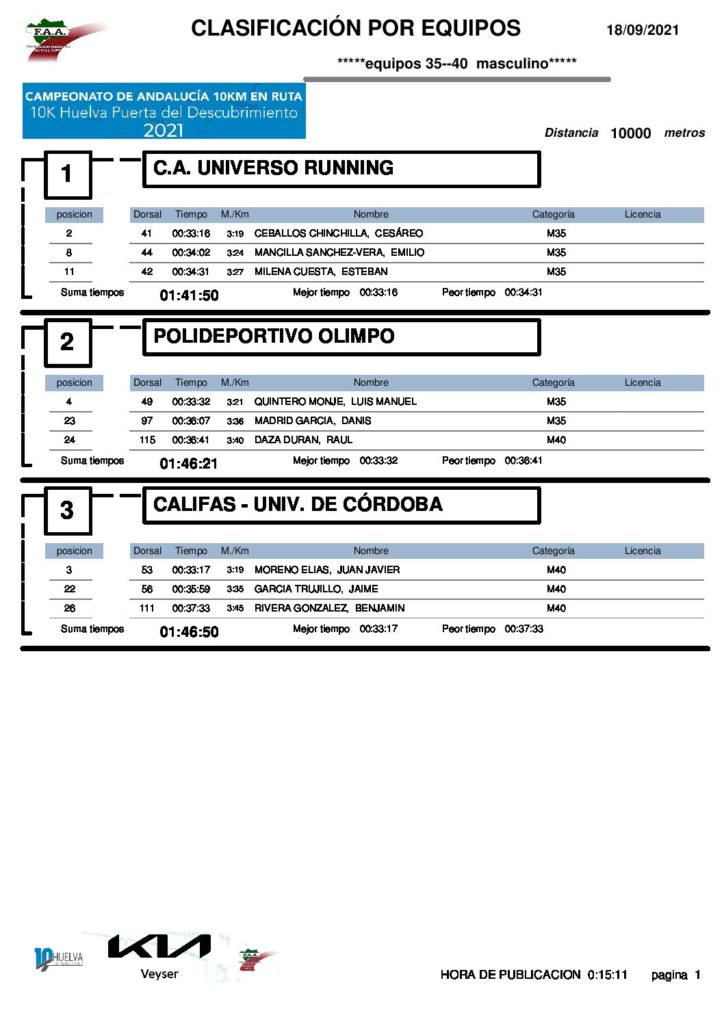 F.A.A.
CLASIFICACIÓN POR EQUIPOS 18/09/2021
*****equipos 35--40 masculino*****
CAMPEONATO DE ANDALUCÍA 10KM EN RUTA
10K Huelva Puerta del Descubrimiento
2021
Distancia 10000 metros
1 C.A. UNIVERSO RUNNING
posicion Dorsal Tiempo M./Km Nombre Categoría Licencia
2 41 00:33:16 3:19 CEBALLOS CHINCHILLA, CESÁREO M35
8 44 00:34:02 3:24 MANCILLA SANCHEZ-VERA, EMILIO M35
11 42 00:34:31 3:27 MILENA CUESTA, ESTEBAN M35
Suma tiempos 01:41:50 Mejor tiempo 00:33:16 Peor tiempo 00:34:31
2 POLIDEPORTIVO OLIMPO
posicion Dorsal Tiempo M./Km Nombre Categoría Licencia
4 49 00:33:32 3:21 QUINTERO MONJE, LUIS MANUEL M35
23 97 00:36:07 3:36 MADRID GARCIA, DANIS M35
24 115 00:36:41 3:40 DAZA DURAN, RAUL M40
Suma tiempos 01:46:21 Mejor tiempo 00:33:32 Peor tiempo 00:36:41
3 CALIFAS - UNIV. DE CÓRDOBA
posicion Dorsal Tiempo M./Km Nombre Categoría Licencia
3 53 00:33:17 3:19 MORENO ELIAS, JUAN JAVIER M40
22 56 00:35:59 3:35 GARCIA TRUJILLO, JAIME M40
26 111 00:37:33 3:45 RIVERA GONZALEZ, BENJAMIN M40
Suma tiempos 01:46:50 Mejor tiempo 00:33:17 Peor tiempo 00:37:33
10 HUELVA
KIA
Veyser
HORA DE PUBLICACION 0:15:11 pagina 1